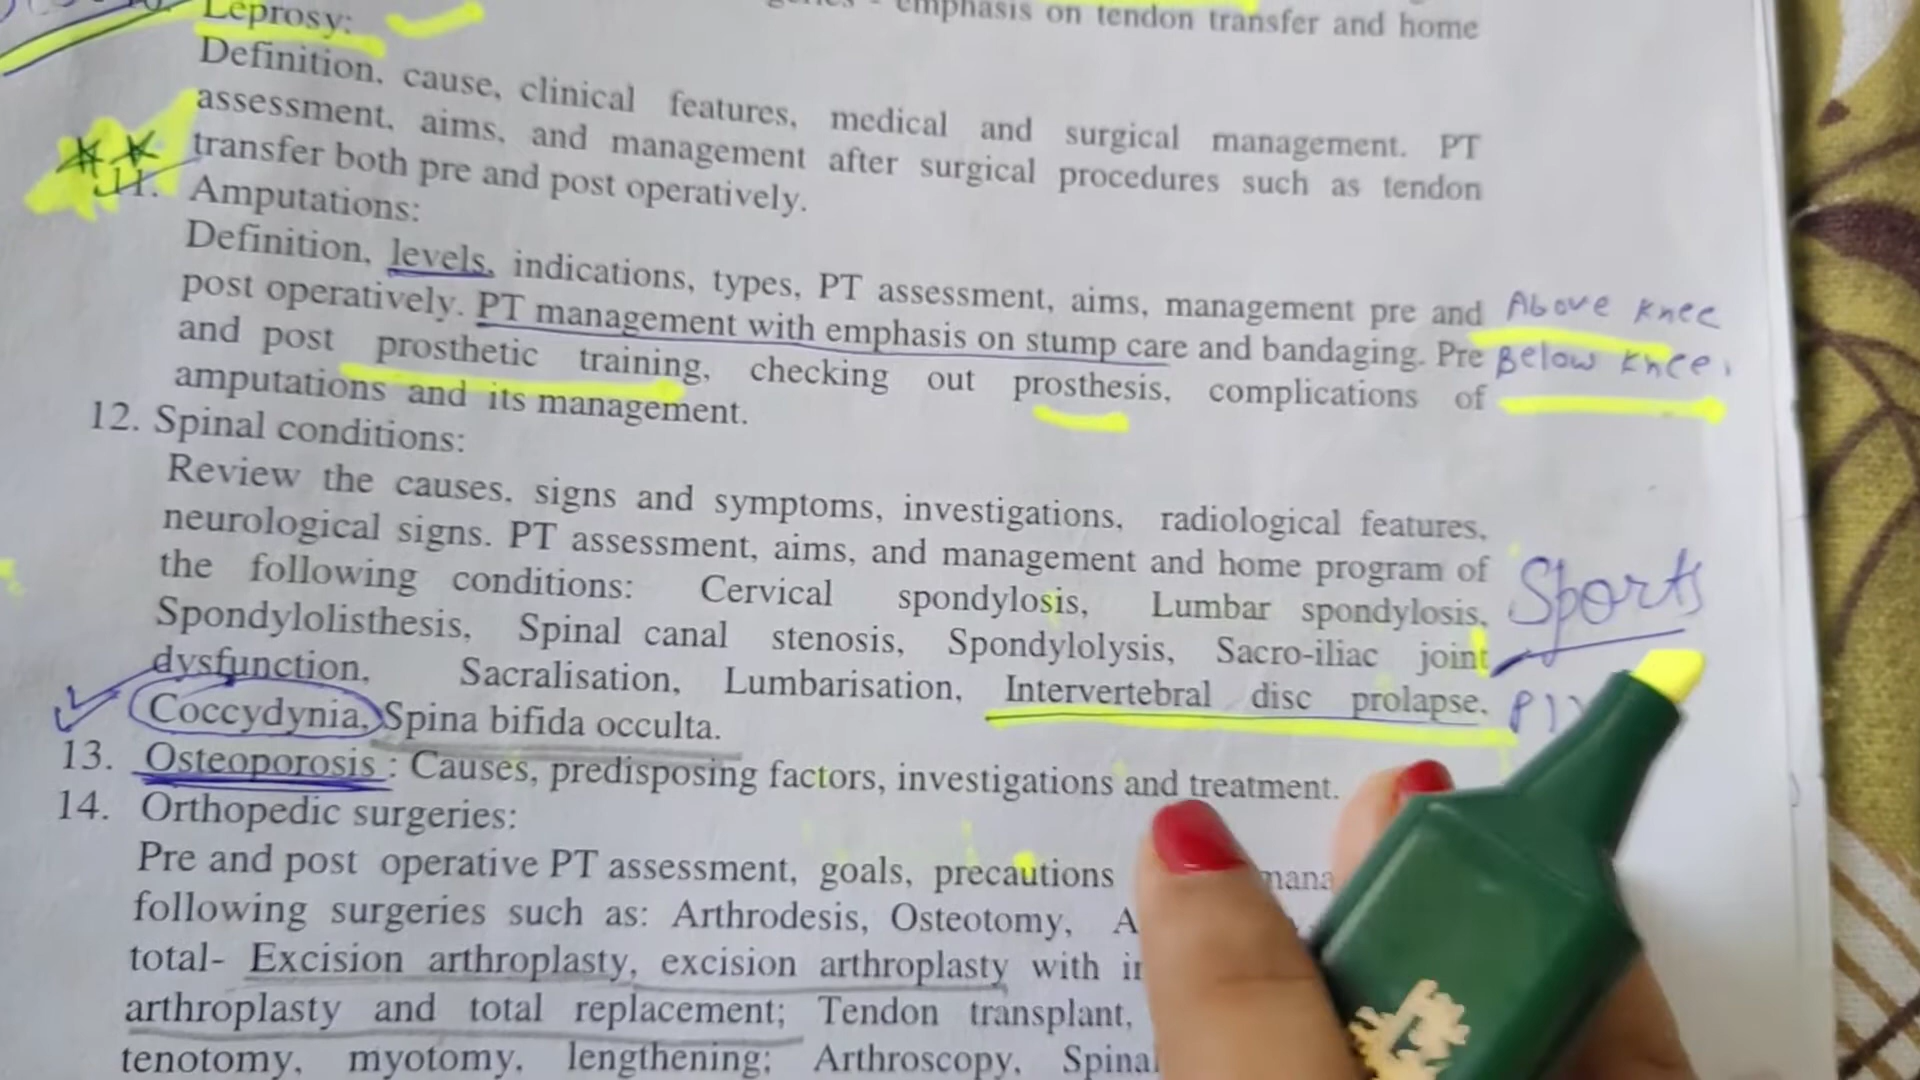 emphasis on tendon transfer and home
Leprosy:
Definition, cause, clinical features, medical and surgical management. PT
assessment, aims, and management after surgical procedures such as tendon
transfer both pre and post operatively.
11. Amputations:
Definition, levels, indications, types, PT assessment, aims, management pre and Above knee
post operatively. PT management with emphasis on stump care and bandaging. Pre Below knee,
and post prosthetic training, checking out prosthesis, complications of
amputations and its management.
12. Spinal conditions:
Review the causes, signs and symptoms, investigations, radiological features,
neurological signs. PT assessment, aims, and management and home program of
the following conditions: Cervical spondylosis, Lumbar spondylosis, Sports
Spondylolisthesis, Spinal canal stenosis, Spondylolysis, Sacro-iliac joint
dysfunction, Sacralisation, Lumbarisation, Intervertebral disc prolapse,
Coccydynia, Spina bifida occulta.
13. Osteoporosis : Causes, predisposing factors, investigations and treatment.
14. Orthopedic surgeries:
Pre and post operative PT assessment, goals, precautions
following surgeries such as: Arthrodesis, Osteotomy,
total- Excision arthroplasty, excision arthroplasty with
arthroplasty and total replacement; Tendon transplant,
tenotomy, myotomy, lengthening; Arthroscopy, Spinal